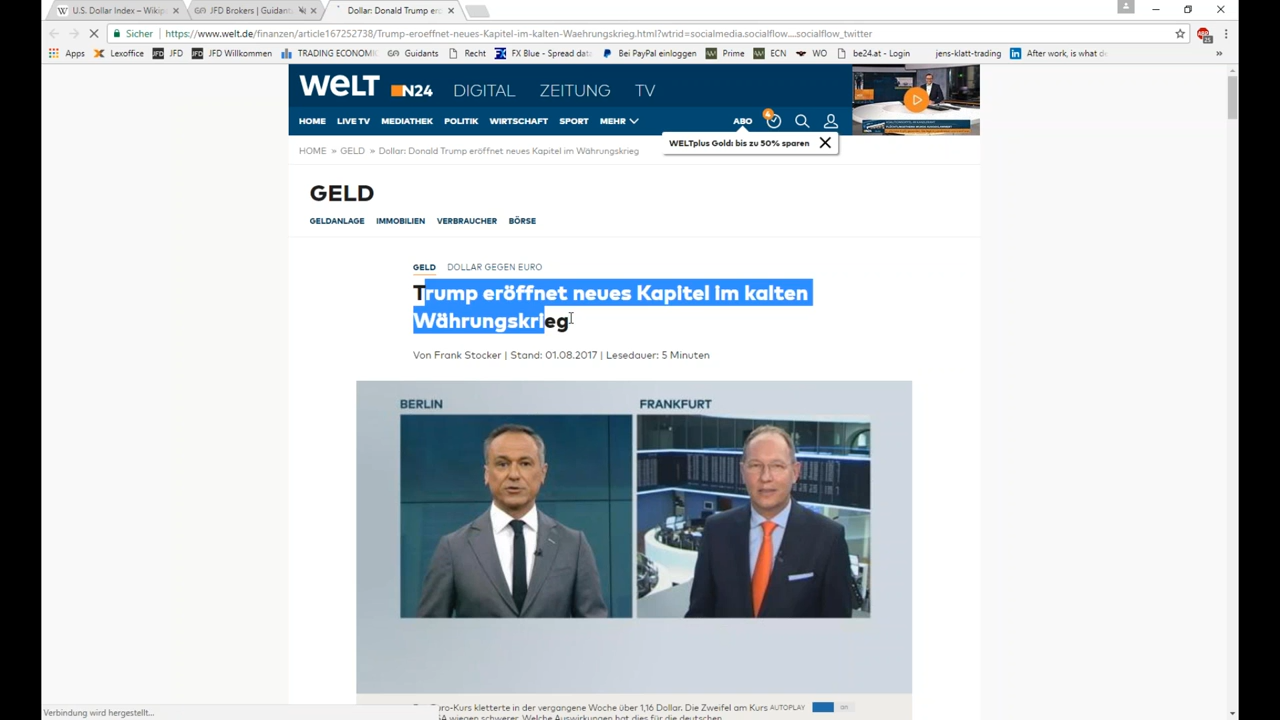 U.S. Dollar Index – Wikip
JFD Brokers | Guidant
Dollar: Donald Trump er
Sicher | https://www.welt.de/finanzen/article167252738/Trump-eroeffnet-neues-Kapitel-im-kalten-Waehrungskrieg.html?wtrid=socialmedia.socialflow....socialflow_twitter
Apps Lexoffice JFD JFD Willkommen TRADING ECONOMI Guidants Recht FX Blue - Spread data Bei PayPal einloggen Prime ECN WO be24.at - Login jens-klatt-trading After work, is what d »
WELT N24 DIGITAL ZEITUNG TV
HOME LIVE TV MEDIATHEK POLITIK WIRTSCHAFT SPORT MEHR ABO
WELTplus Gold: bis zu 50% sparen
HOME » GELD » Dollar: Donald Trump eröffnet neues Kapitel im Währungskrieg
GELD
GELDANLAGE IMMOBILIEN VERBRAUCHER BÖRSE
GELD DOLLAR GEGEN EURO
Trump eröffnet neues Kapitel im kalten
Währungskrieg
Von Frank Stocker | Stand: 01.08.2017 | Lesedauer: 5 Minuten
BERLIN FRANKFURT
ro-Kurs kletterte in der vergangene Woche über 1,16 Dollar. Die Zweifel am Kurs AUTOPLAY on
SA wiegen schwerer. Welche Auswirkungen hat dies für die deutschen
Verbindung wird hergestellt...